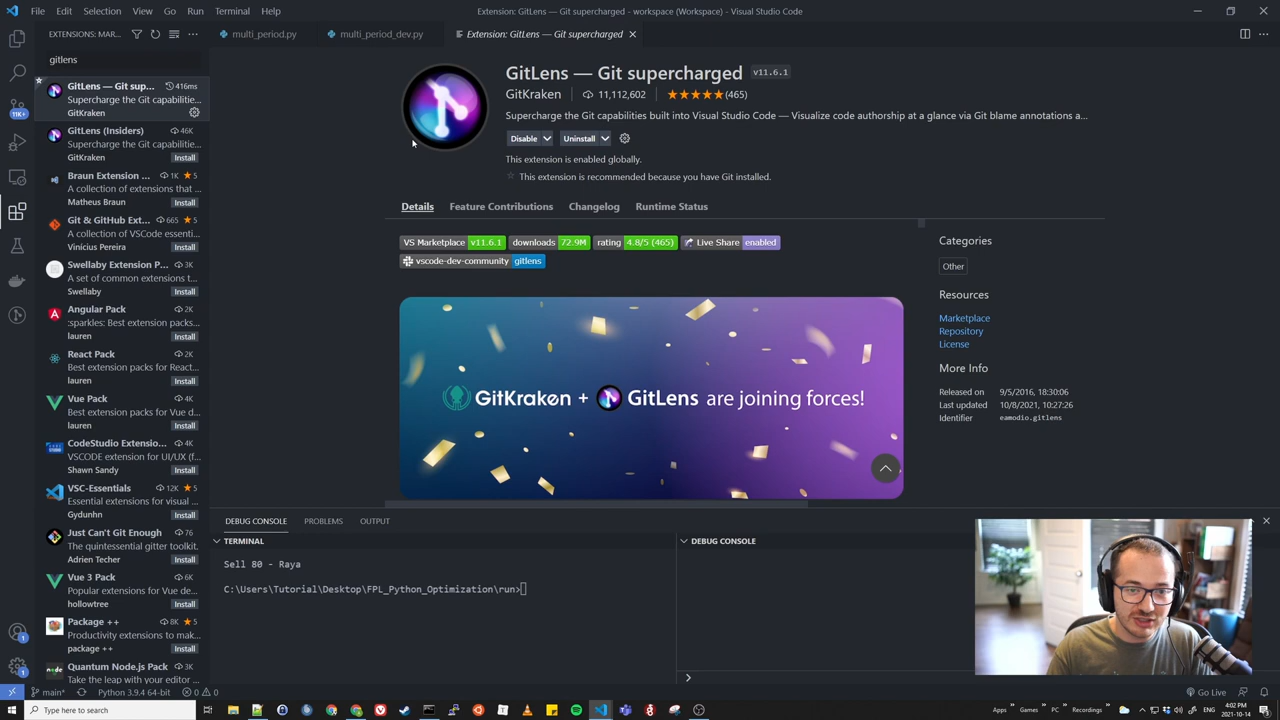 File Edit Selection View Go Run Terminal Help
Extension: GitLens — Git supercharged - workspace (Workspace) - Visual Studio Code
EXTENSIONS: MAR...
multi_period.py
multi_period_dev.py
Extension: GitLens — Git supercharged
gitlens
GitLens — Git sup... 416ms
Supercharge the Git capabilitie...
GitKraken
GitLens (Insiders) 46K
Supercharge the Git capabilitie...
GitKraken Install
Braun Extension ... 1K ★ 5
A collection of extensions that ...
Matheus Braun Install
Git & GitHub Ext... 665 ★ 5
A collection of VSCode essenti...
Vinícius Pereira Install
Swellaby Extension P... 3K
A set of common extensions t...
Swellaby Install
Angular Pack 2K
:sparkles: Best extension packs...
lauren Install
React Pack 2K
Best extension packs for React...
lauren Install
Vue Pack 4K
Best extension packs for Vue d...
lauren Install
CodeStudio Extensio... 4K
VSCODE extension for UI/UX (f...
Shawn Sandy Install
VSC-Essentials 12K ★ 5
Essential extensions for visual ...
Gydunhn Install
Just Can't Git Enough 76
The quintessential gitter toolkit.
Adrien Techer Install
Vue 3 Pack 6K
Popular extensions for Vue de...
hollowtree Install
Package ++ 8K ★ 5
Productivity extensions to mak...
package ++ Install
Quantum Node.js Pack 3K
Take the leap with your editor ...
11K+
1
1
GitLens — Git supercharged v11.6.1
GitKraken 11,112,602 ★★★★★ (465)
Supercharge the Git capabilities built into Visual Studio Code — Visualize code authorship at a glance via Git blame annotations a...
Disable Uninstall
This extension is enabled globally.
☆ This extension is recommended because you have Git installed.
Details Feature Contributions Changelog Runtime Status
VS Marketplace v11.6.1 downloads 72.9M rating 4.8/5 (465) Live Share enabled
vscode-dev-community gitlens
GitKraken + GitLens are joining forces!
Categories
Other
Resources
Marketplace
Repository
License
More Info
Released on 9/5/2016, 18:30:06
Last updated 10/8/2021, 10:27:26
Identifier eamodio.gitlens
DEBUG CONSOLE PROBLEMS OUTPUT
TERMINAL
DEBUG CONSOLE
Sell 80 - Raya
C:\Users\Tutorial\Desktop\FPL_Python_Optimization\run>
main* Python 3.9.4 64-bit 0 0
Go Live
Type here to search
Apps » Games » PC » Recordings » ENG
4:02 PM
2021-10-14